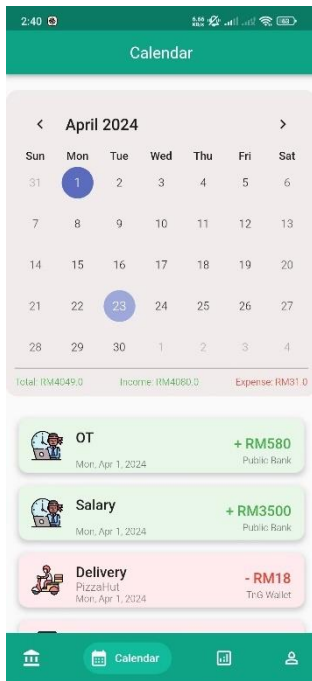 2:40
Calendar
April 2024
Sun Mon Tue Wed Thu Fri Sat
31 1 2 3 4 5 6
7 8 9 10 11 12 13
14 15 16 17 18 19 20
21 22 23 24 25 26 27
28 29 30 1 2 3 4
Total: RM4049.0 Income: RM4080.0 Expense: RM31.0
OT + RM580
Mon, Apr 1, 2024 Public Bank
Salary + RM3500
Mon, Apr 1, 2024 Public Bank
Delivery - RM18
PizzaHut TnG Wallet
Mon, Apr 1, 2024
Calendar